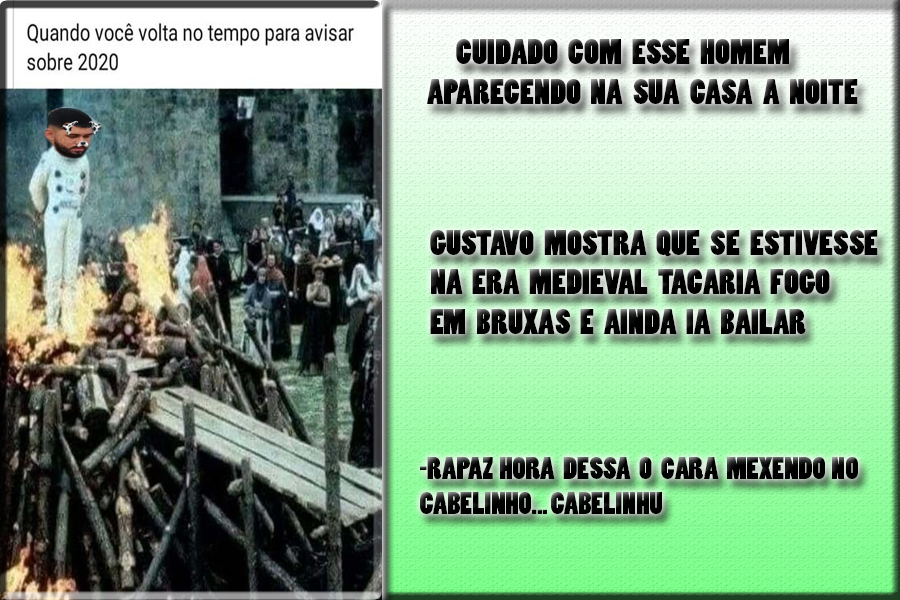 Quando você volta no tempo para avisar
sobre 2020
CUIDADO COM ESSE HOMEM
APARECENDO NA SUA CASA A NOITE
GUSTAVO MOSTRA QUE SE ESTIVESSE
NA ERA MEDIEVAL TACARIA FOGO
EM BRUXAS E AINDA IA BAILAR
-RAPAZ HORA DESSA O CARA MEXENDO NO
CABELINHO... CABELINHU